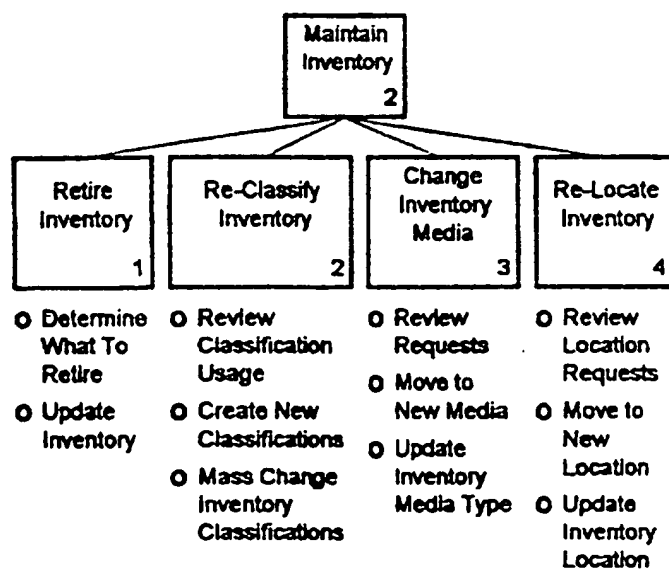 Maintain
Inventory
2
Retire
Inventory
1
Re-Classify
Inventory
2
Change
Inventory
Media
3
Re-Locate
Inventory
4
O Determine
What To
Retire
O Update
Inventory
O Review
Classification
Usage
O Create New
Classifications
O Mass Change
Inventory
Classifications
O Review
Requests
O Move to
New Media
O Update
Inventory
Media Type
O Review
Location
Requests
O Move to
New
Location
O Update
Inventory
Location